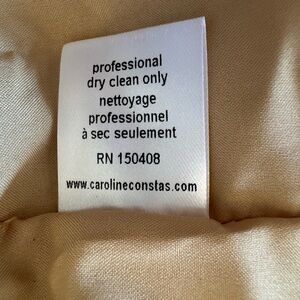 professional
dry clean only
nettoyage
professionnel
à sec seulement
RN 150408
www.carolineconstas.com